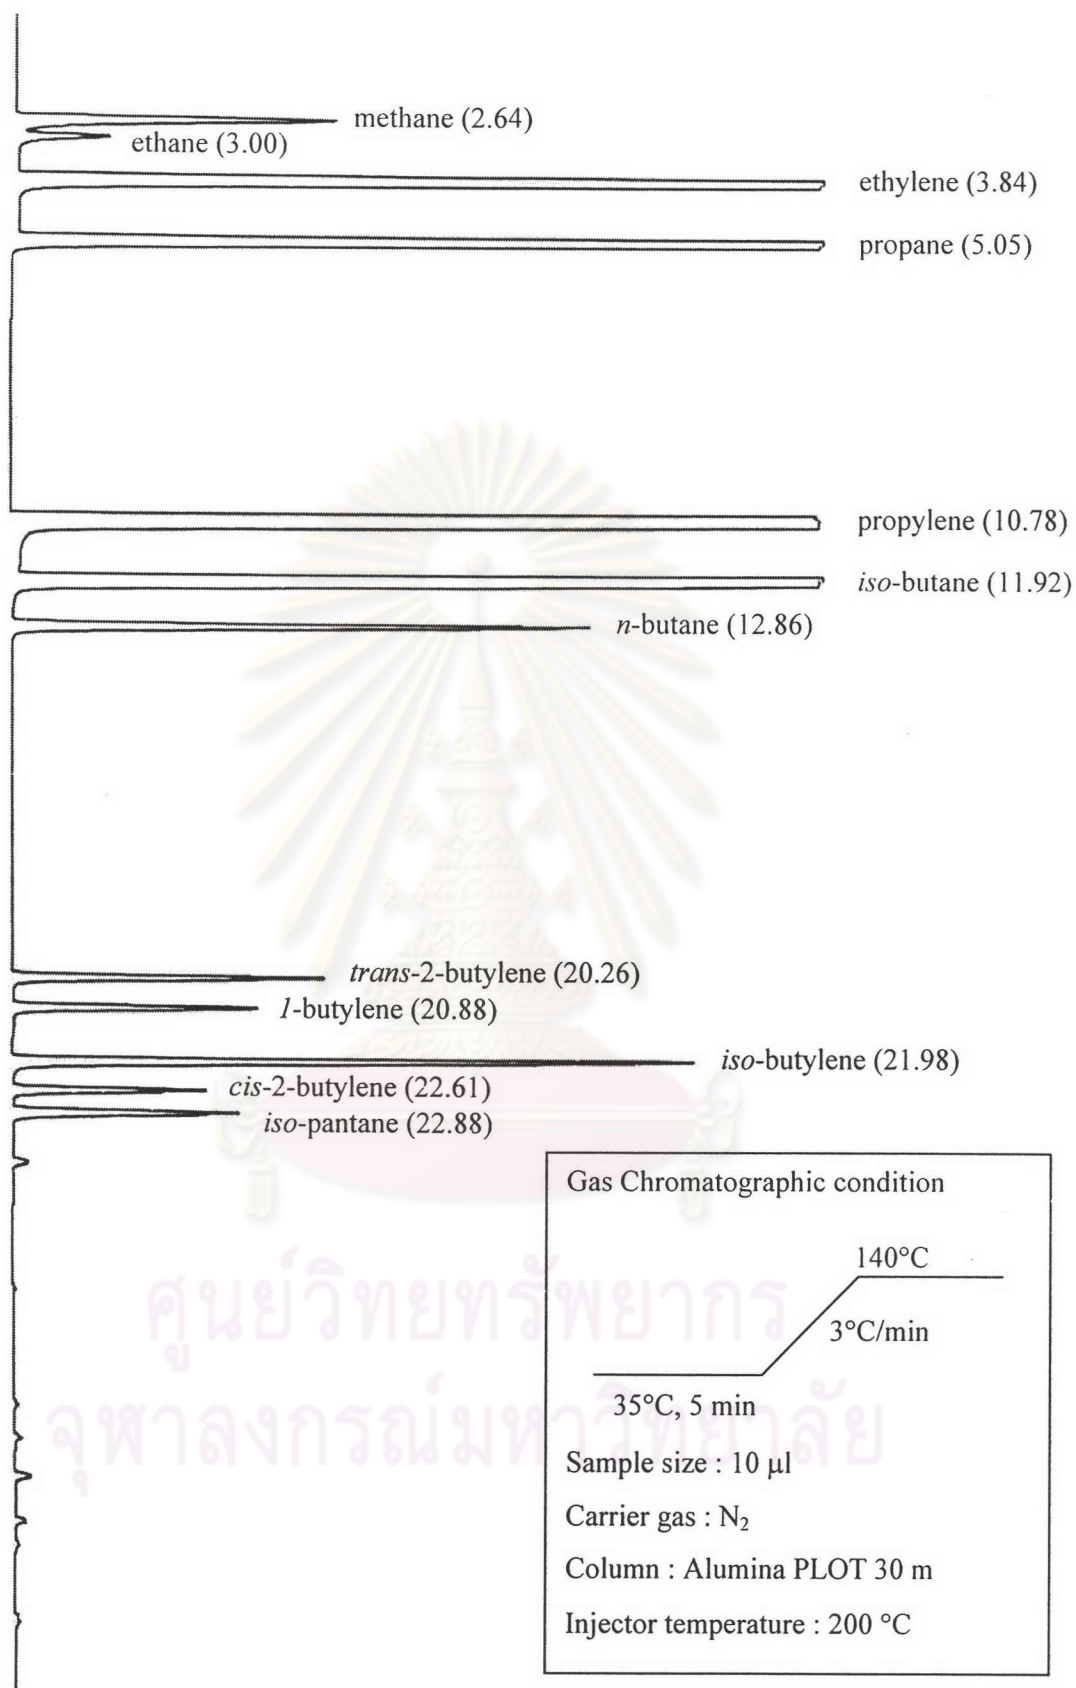 methane (2.64)
ethane (3.00)
ethylene (3.84)
propane (5.05)
propylene (10.78)
iso-butane (11.92)
n-butane (12.86)
trans-2-butylene (20.26)
1-butylene (20.88)
iso-butylene (21.98)
cis-2-butylene (22.61)
iso-pantane (22.88)
Gas Chromatographic condition
140°C
3°C/min
35°C, 5 min
Sample size : 10 µl
Carrier gas : N₂
Column : Alumina PLOT 30 m
Injector temperature : 200 °C
ศูนย์วิทยทรัพยากร
จุฬาลงกรณ์มหาวิทยาลัย